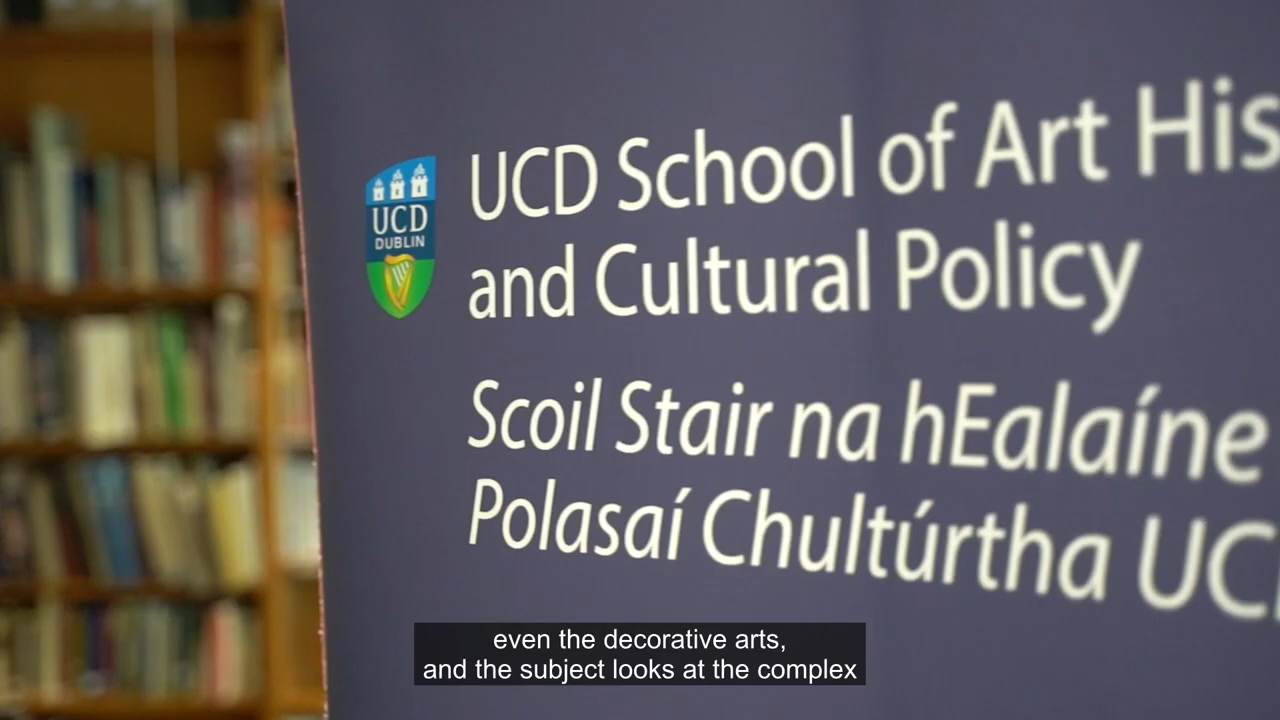 UCD
DUBLIN
UCD School of Art His
and Cultural Policy
Scoil Stair na hEalaíne
Polasaí Chultúrtha UC
even the decorative arts,
and the subject looks at the complex